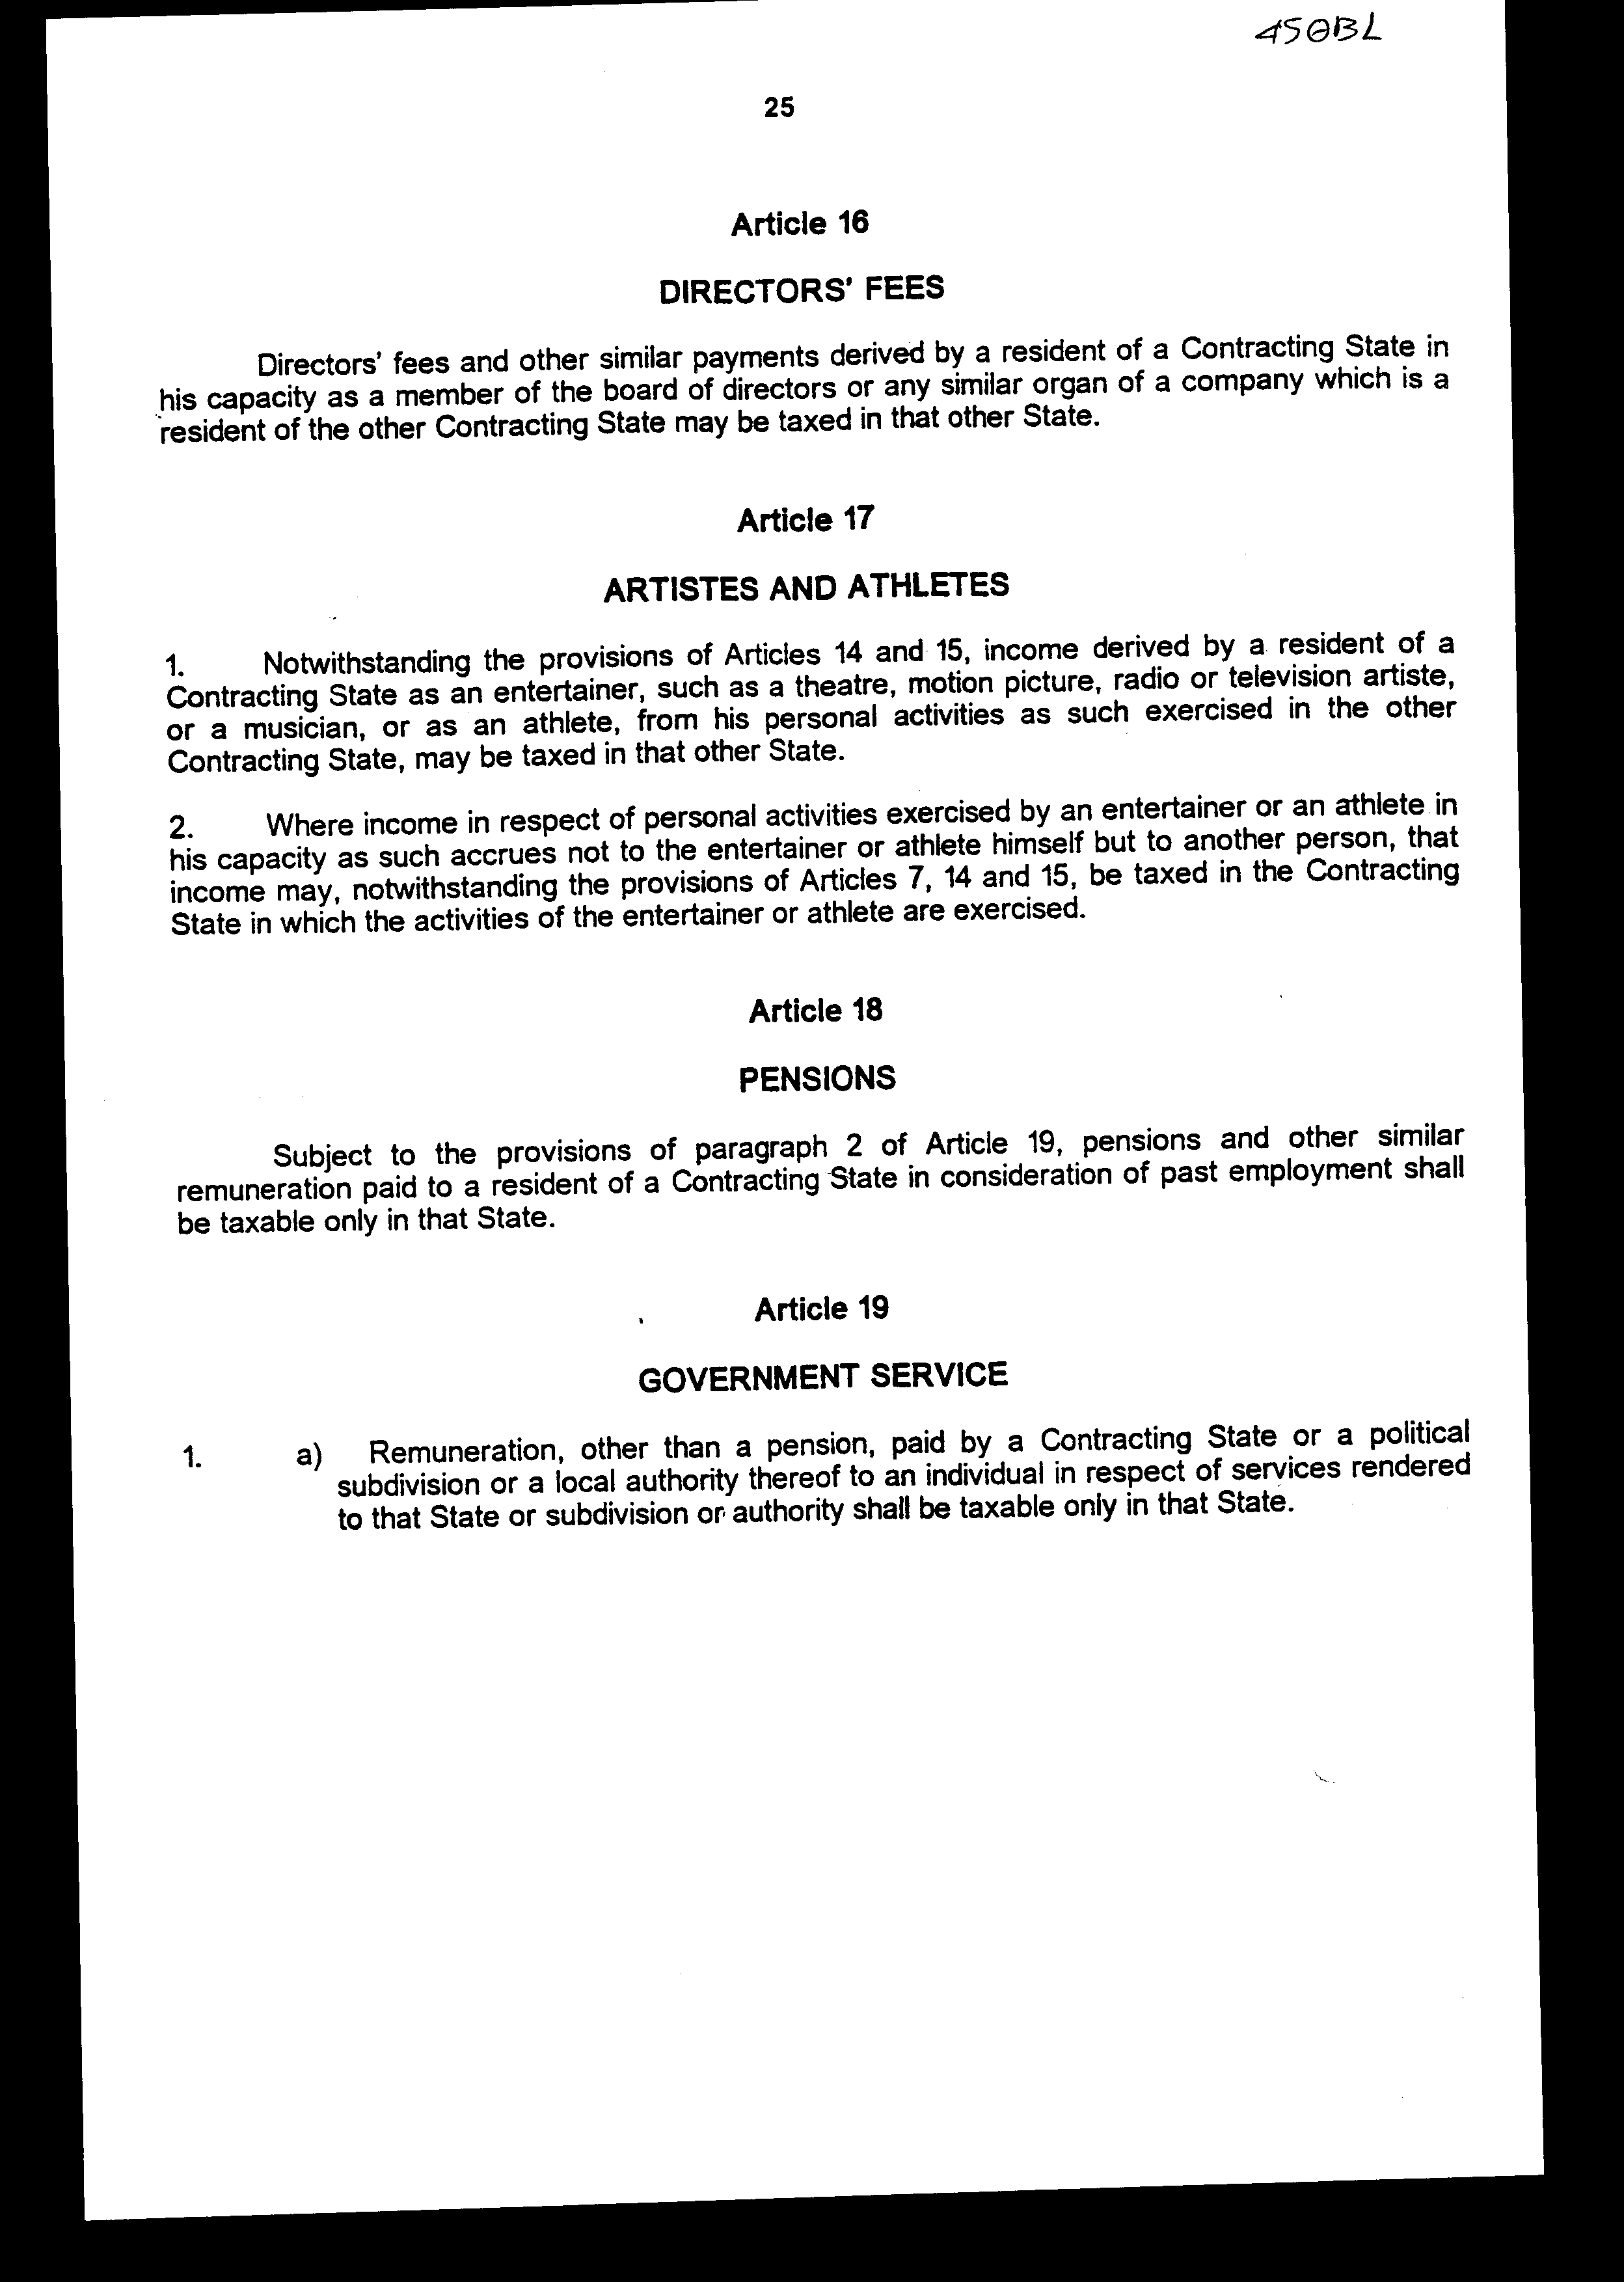 450BL
25
Article 16
DIRECTORS' FEES
Directors' fees and other similar payments derived by a resident of a Contracting State in
his capacity as a member of the board of directors or any similar organ of a company which is a
resident of the other Contracting State may be taxed in that other State.
Article 17
ARTISTES AND ATHLETES
1. Notwithstanding the provisions of Articles 14 and 15, income derived by a resident of a
Contracting State as an entertainer, such as a theatre, motion picture, radio or television artiste,
or a musician, or as an athlete, from his personal activities as such exercised in the other
Contracting State, may be taxed in that other State.
2. Where income in respect of personal activities exercised by an entertainer or an athlete in
his capacity as such accrues not to the entertainer or athlete himself but to another person, that
income may, notwithstanding the provisions of Articles 7, 14 and 15, be taxed in the Contracting
State in which the activities of the entertainer or athlete are exercised.
Article 18
PENSIONS
Subject to the provisions of paragraph 2 of Article 19, pensions and other similar
remuneration paid to a resident of a Contracting State in consideration of past employment shall
be taxable only in that State.
Article 19
GOVERNMENT SERVICE
1. a) Remuneration, other than a pension, paid by a Contracting State or a political
subdivision or a local authority thereof to an individual in respect of services rendered
to that State or subdivision or authority shall be taxable only in that State.